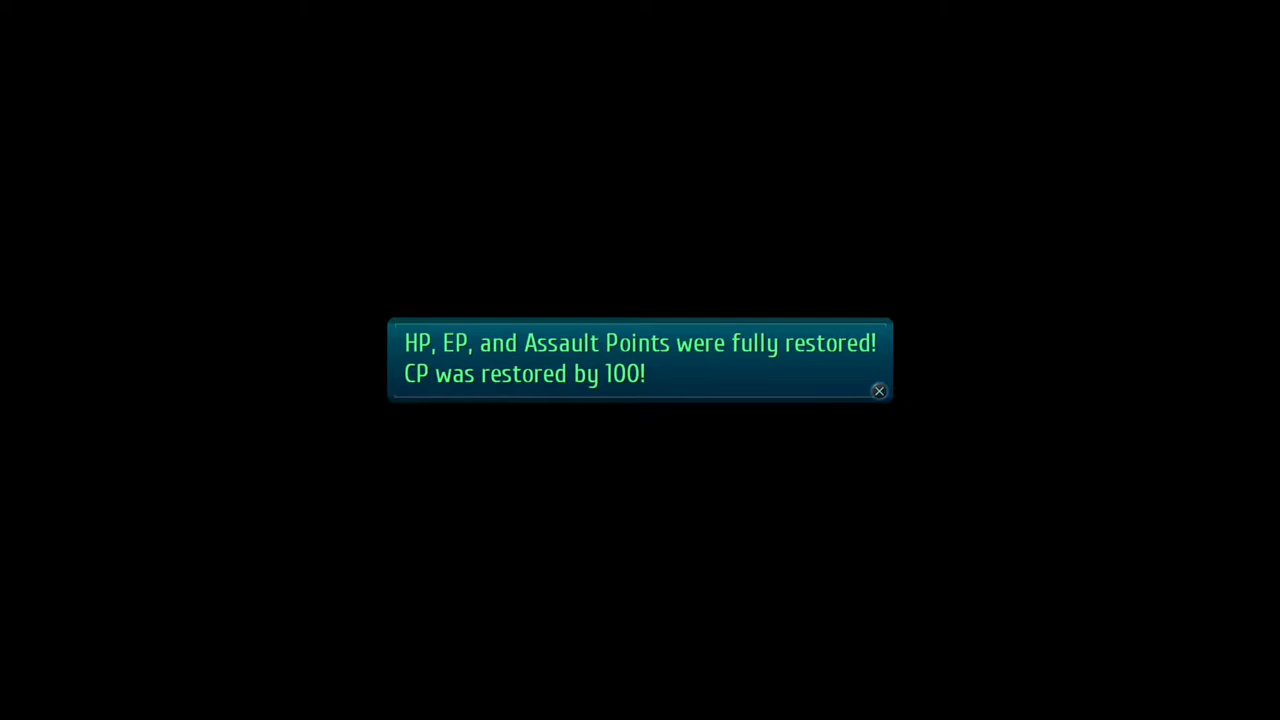 HP, EP, and Assault Points were fully restored!
CP was restored by 100!